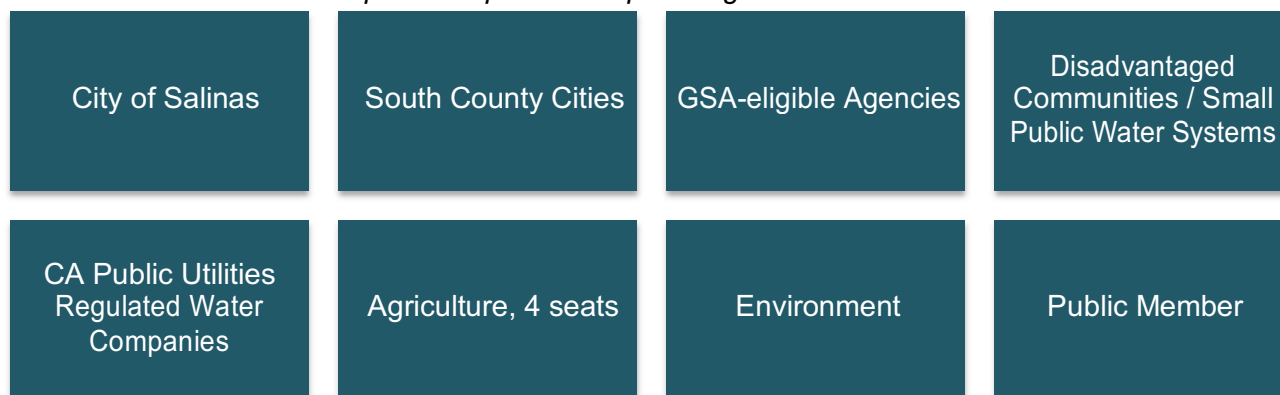 City of Salinas
South County Cities
GSA-eligible Agencies
Disadvantaged
Communities / Small
Public Water Systems
CA Public Utilities
Regulated Water
Companies
Agriculture, 4 seats
Environment
Public Member